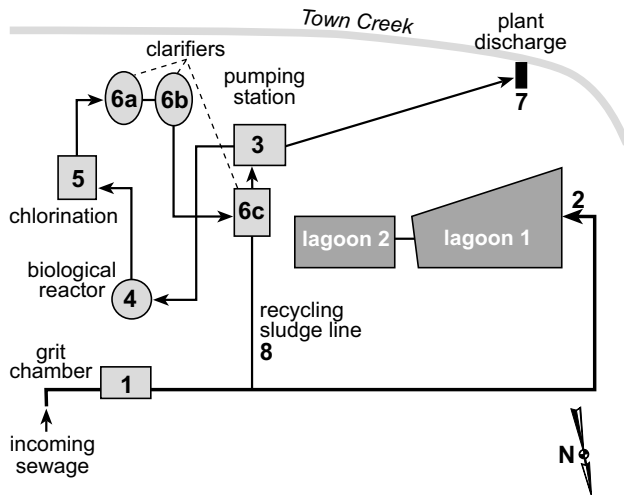 Town Creek
plant
discharge
7
clarifiers
6a
6b
pumping
station
3
5
chlorination
6c
2
lagoon 2
lagoon 1
biological
reactor
4
recycling
sludge line
8
grit
chamber
1
incoming
sewage
N